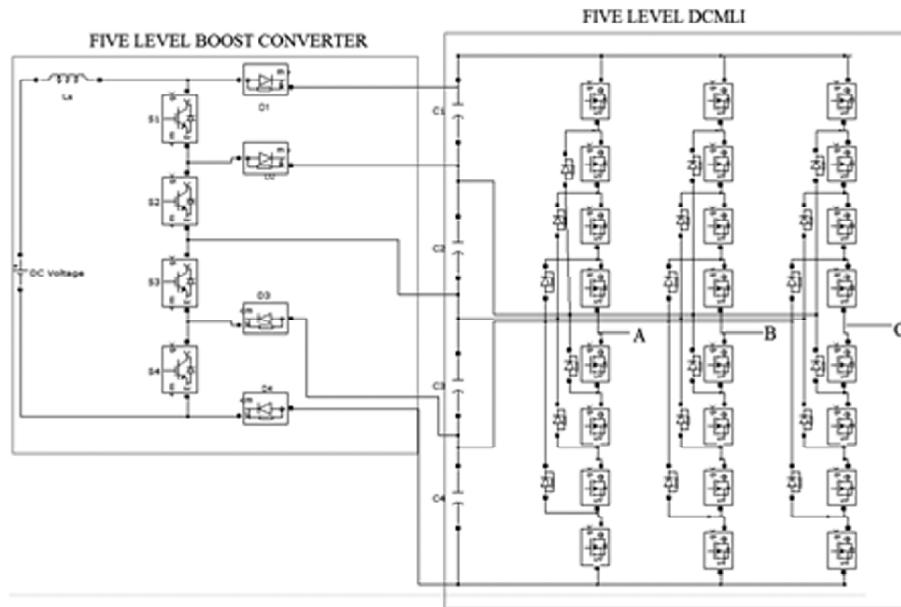 FIVE LEVEL DCMLI
FIVE LEVEL BOOST CONVERTER
Ls
D1
S1
D2
S2
DC Voltage
S3
D3
S4
D4
C1
C2
C3
C4
A
B
C